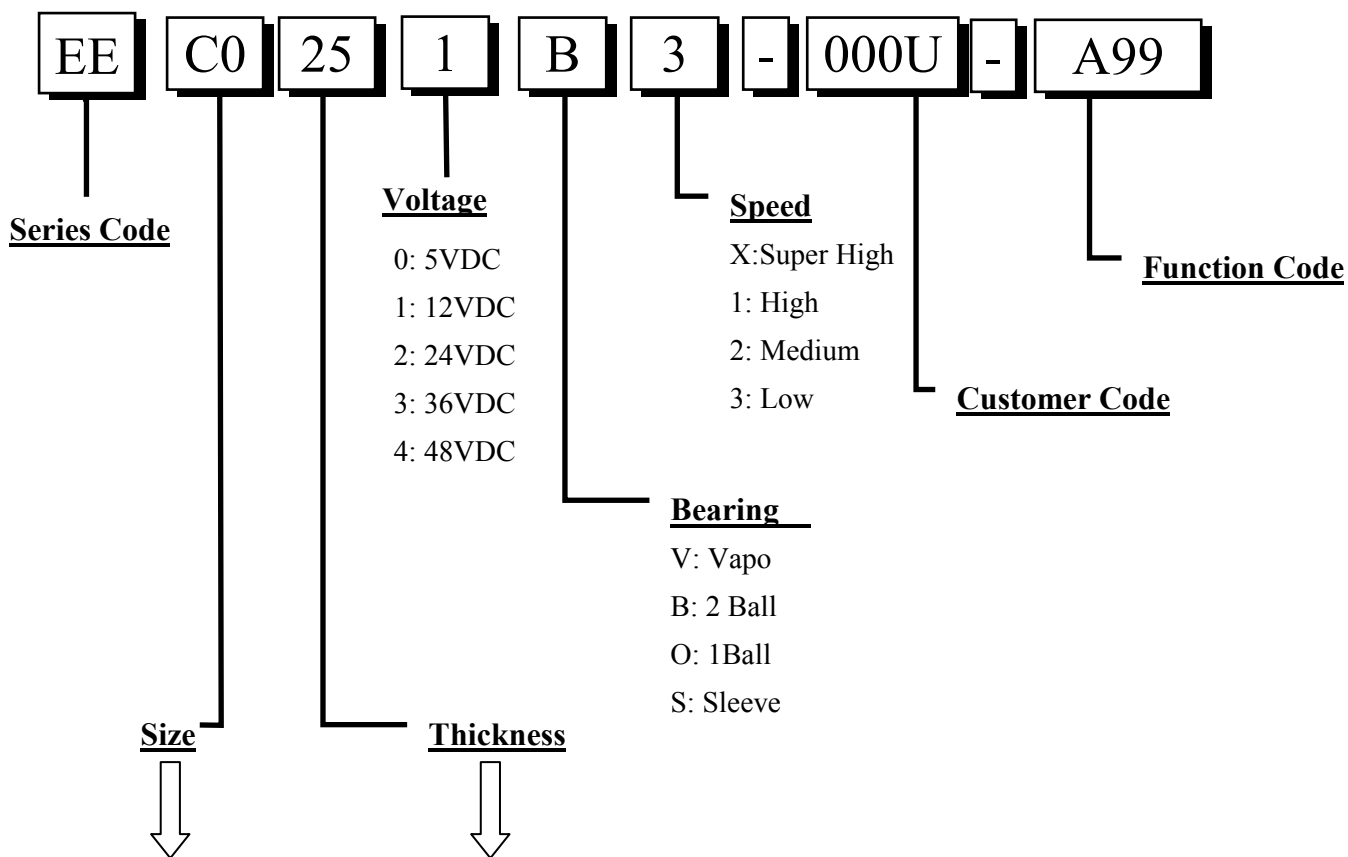 EE C0 25 1 B 3 - 000U - A99
Series Code
Voltage
0: 5VDC
1: 12VDC
2: 24VDC
3: 36VDC
4: 48VDC
Speed
X:Super High
1: High
2: Medium
3: Low
Function Code
Customer Code
Bearing
V: Vapo
B: 2 Ball
O: 1Ball
S: Sleeve
Size
Thickness